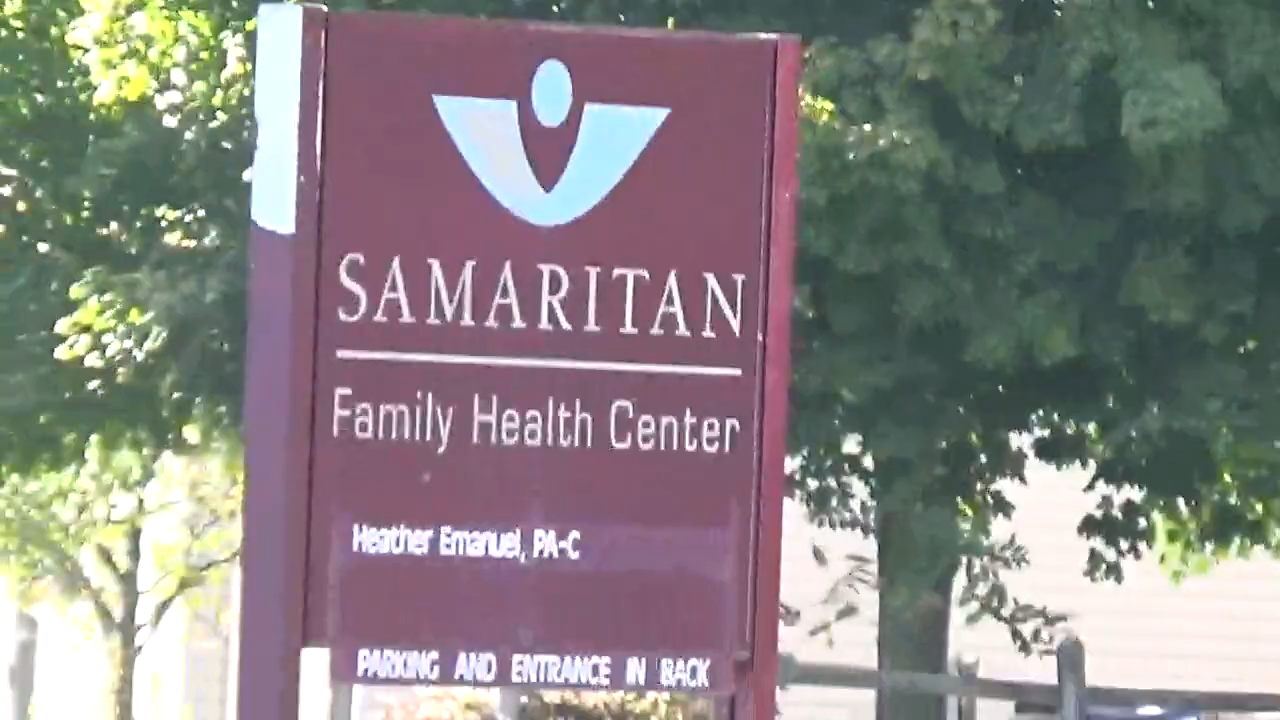 SAMARITAN
Family Health Center
Heather Emanuel, PA-C
PARKING AND ENTRANCE IN BACK